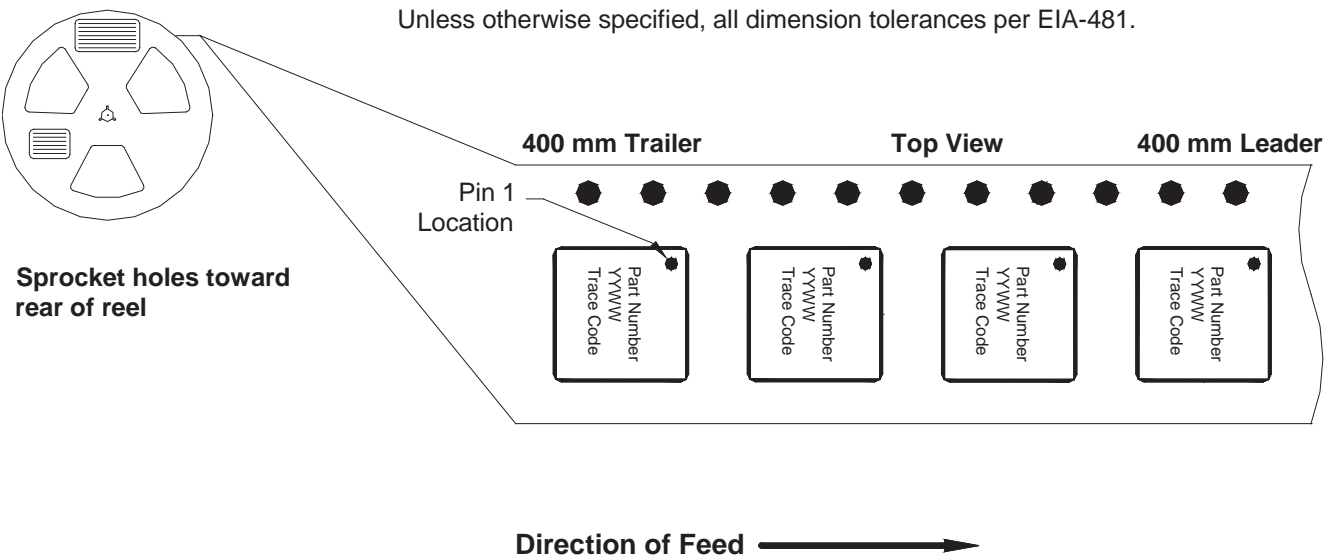 Unless otherwise specified, all dimension tolerances per EIA-481.
400 mm Trailer
Top View
400 mm Leader
Pin 1
Location
Sprocket holes toward
rear of reel
Part Number
YYWW
Trace Code
Part Number
YYWW
Trace Code
Part Number
YYWW
Trace Code
Part Number
YYWW
Trace Code
Direction of Feed